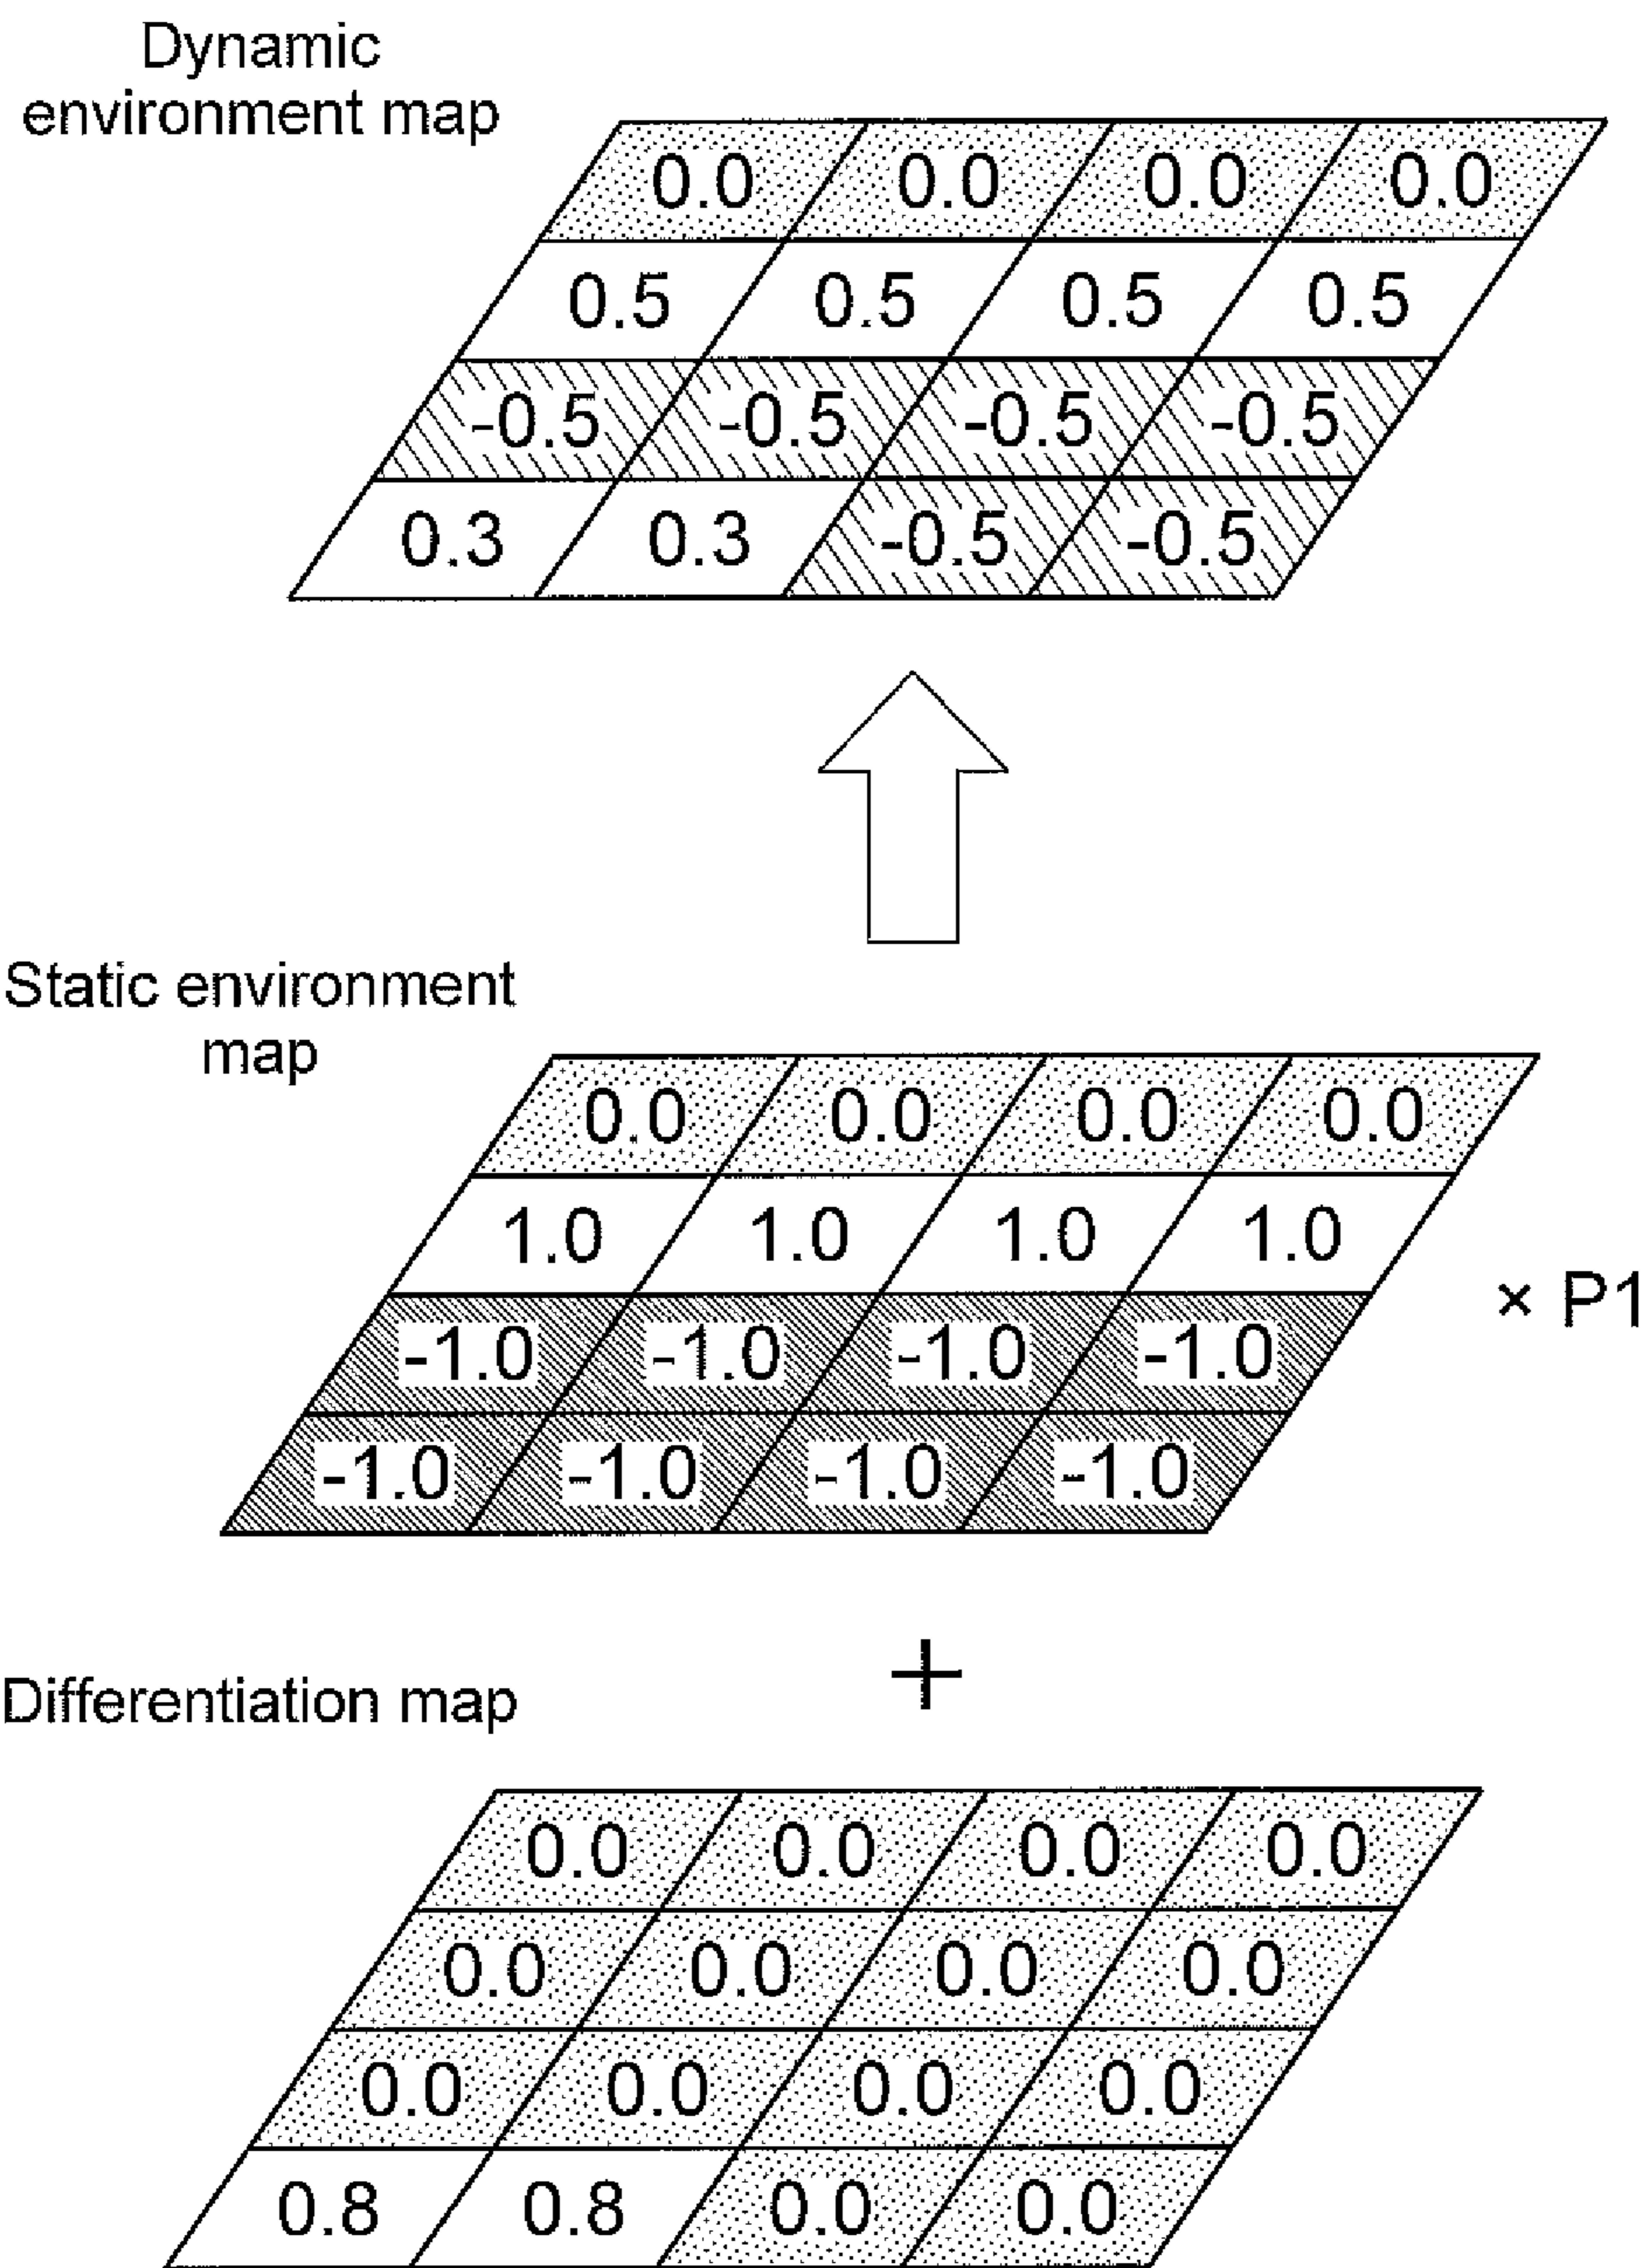 Dynamic
environment map
0.0 0.0 0.0 0.0
0.5 0.5 0.5 0.5
-0.5 -0.5 -0.5 -0.5
0.3 0.3 -0.5 -0.5
Static environment
map
0.0 0.0 0.0 0.0
1.0 1.0 1.0 1.0
× P1
-1.0 -1.0 -1.0 -1.0
-1.0 -1.0 -1.0 -1.0
+
Differentiation map
0.0 0.0 0.0 0.0
0.0 0.0 0.0 0.0
0.0 0.0 0.0 0.0
0.8 0.8 0.0 0.0